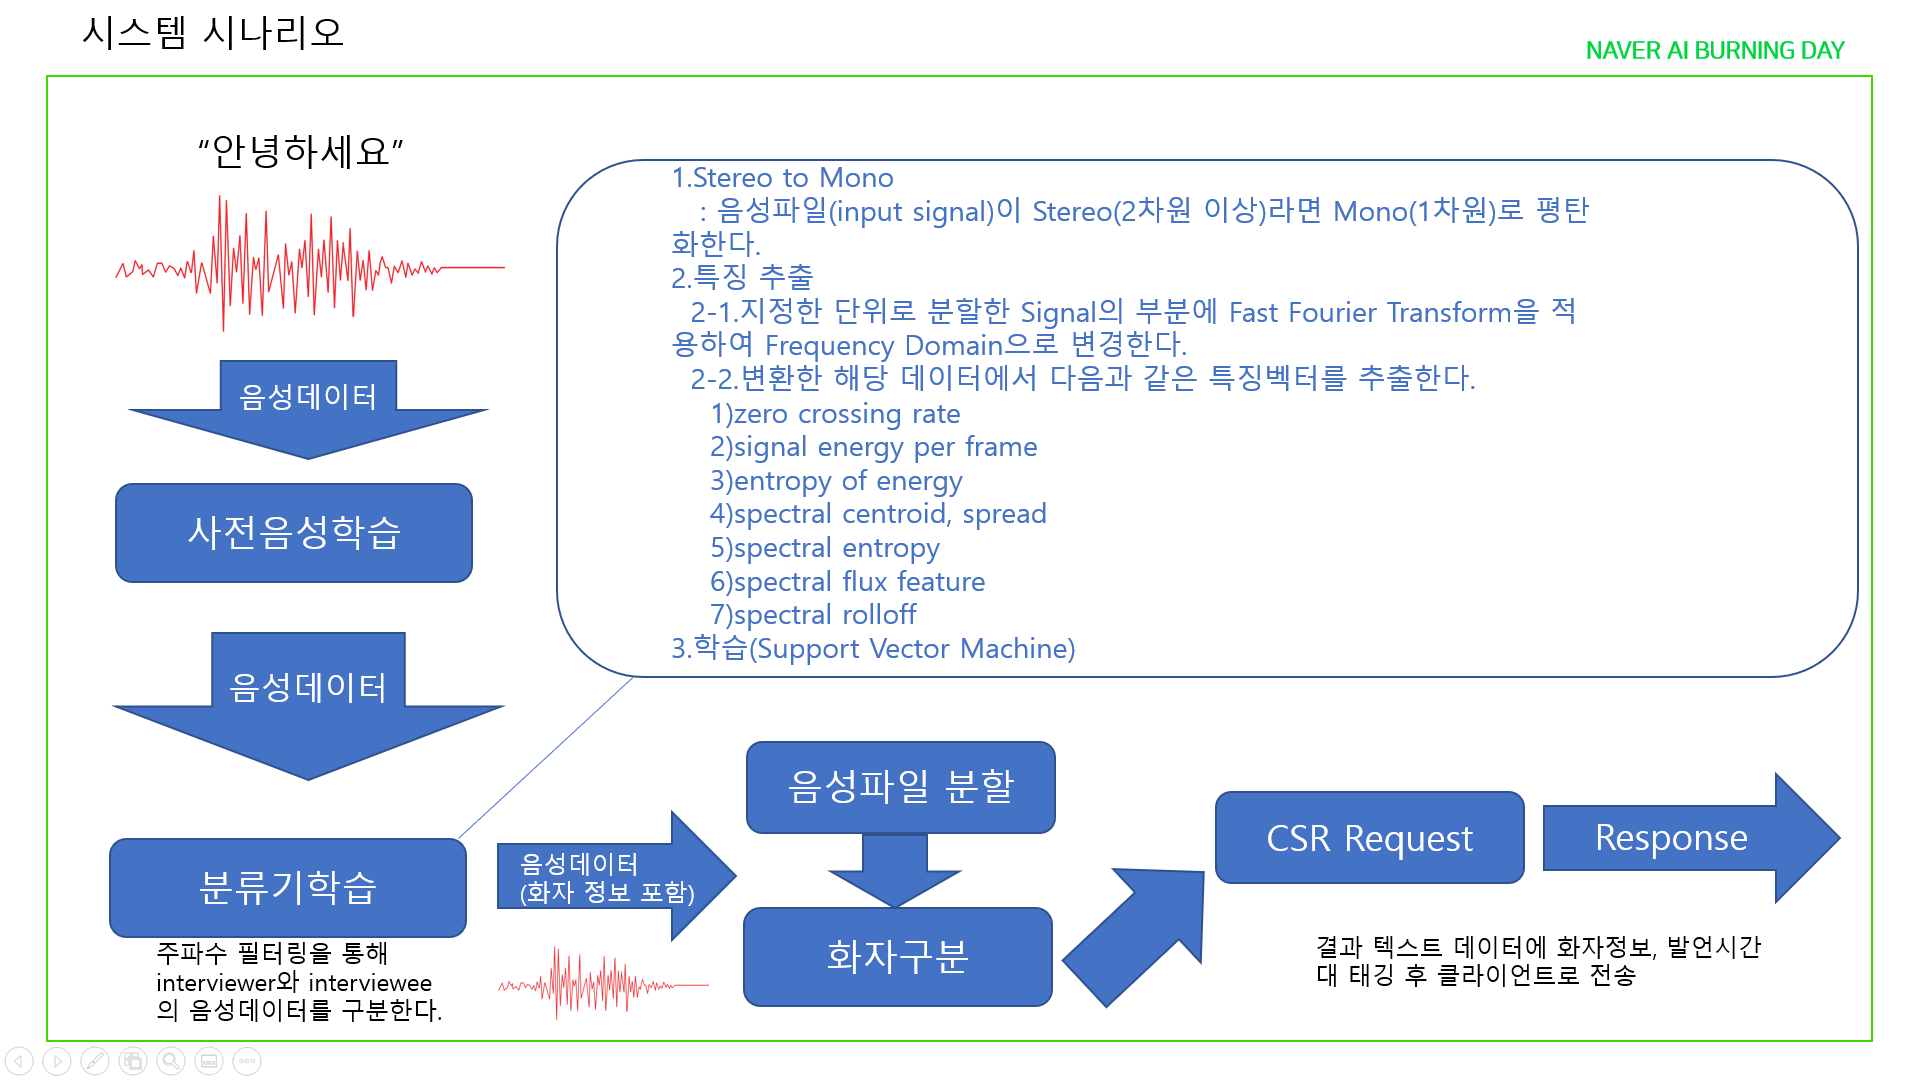 시스템 시나리오
NAVER AI BURNING DAY
“안녕하세요”
음성데이터
사전음성학습
음성데이터
분류기학습
주파수 필터링을 통해
interviewer와 interviewee
의 음성데이터를 구분한다.
1.Stereo to Mono
: 음성파일(input signal)이 Stereo(2차원 이상)라면 Mono(1차원)로 평탄
화한다.
2.특징 추출
2-1.지정한 단위로 분할한 Signal의 부분에 Fast Fourier Transform을 적
용하여 Frequency Domain으로 변경한다.
2-2.변환한 해당 데이터에서 다음과 같은 특징벡터를 추출한다.
1)zero crossing rate
2)signal energy per frame
3)entropy of energy
4)spectral centroid, spread
5)spectral entropy
6)spectral flux feature
7)spectral rolloff
3.학습(Support Vector Machine)
음성데이터
(화자 정보 포함)
음성파일 분할
화자구분
CSR Request
Response
결과 텍스트 데이터에 화자정보, 발언시간
대 태깅 후 클라이언트로 전송